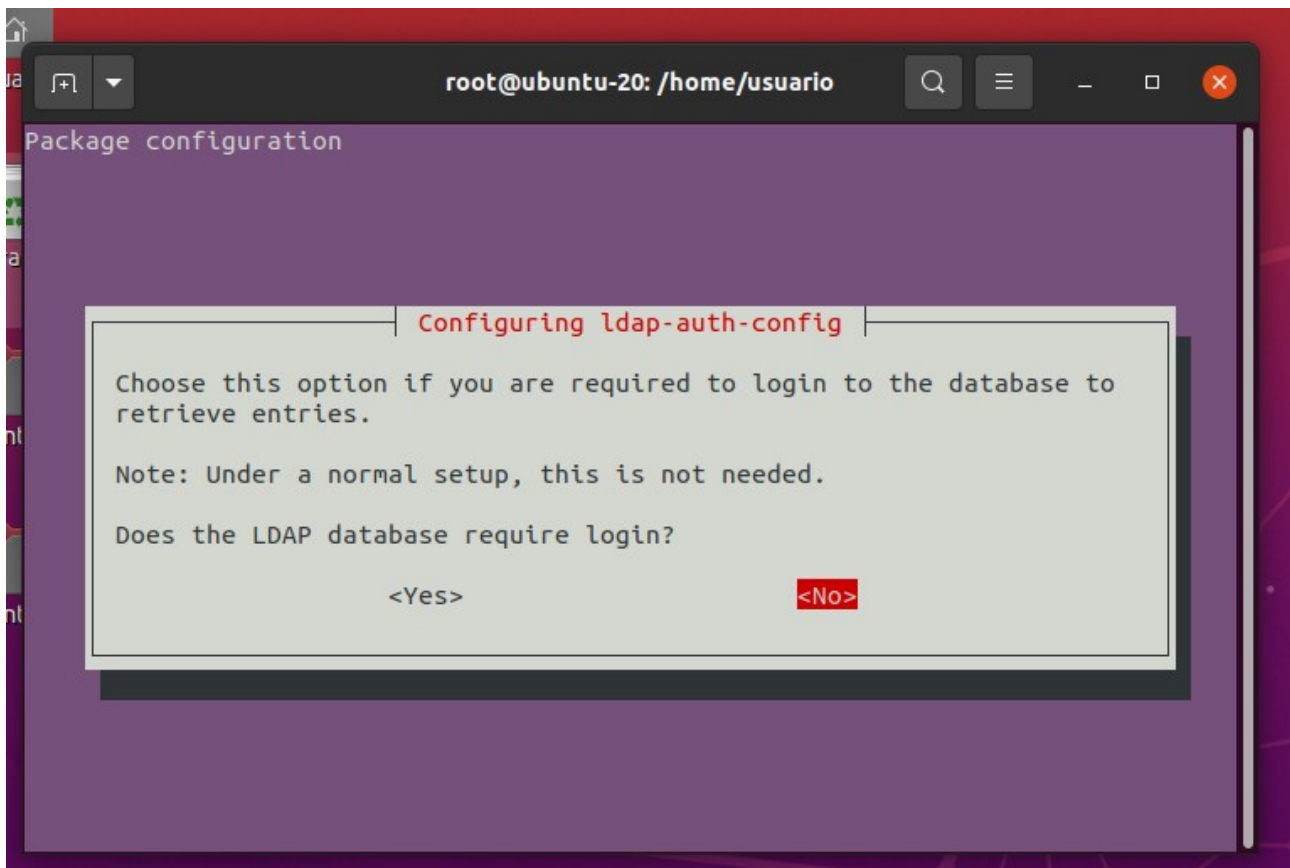 root@ubuntu-20: /home/usuario
Package configuration
Configuring ldap-auth-config
Choose this option if you are required to login to the database to
retrieve entries.
Note: Under a normal setup, this is not needed.
Does the LDAP database require login?
<Yes>
<No>